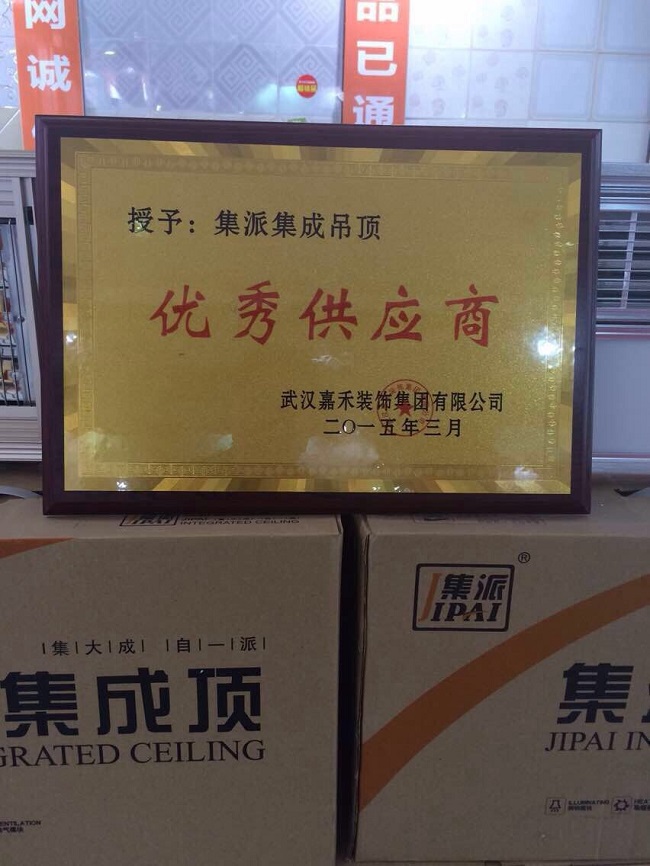 网诚
品已通
授予：集派集成吊顶
优秀供应商
武汉嘉禾装饰集团有限公司
二〇一五年三月
JIPAI
INTEGRATED CEILING
集大成 自一派
集成顶
GRATED CEILING
集派
JIPAI
®
集
JIPAI IN
ILLUMINATING